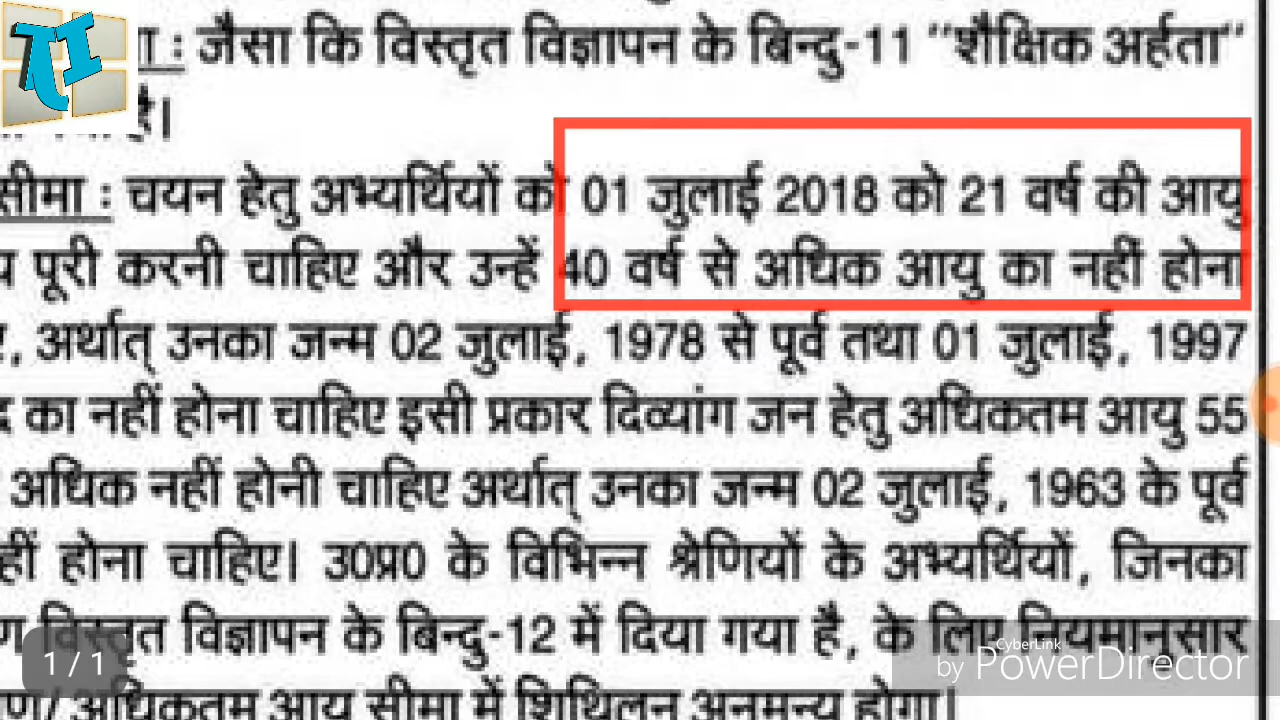 TI
: जैसा कि विस्तृत विज्ञापन के बिन्दु-11 "शैक्षिक अर्हता"
है।
सीमा : चयन हेतु अभ्यर्थियों को 01 जुलाई 2018 को 21 वर्ष की आयु
पूरी करनी चाहिए और उन्हें 40 वर्ष से अधिक आयु का नहीं होना
, अर्थात् उनका जन्म 02 जुलाई, 1978 से पूर्व तथा 01 जुलाई, 1997
का नहीं होना चाहिए इसी प्रकार दिव्यांग जन हेतु अधिकतम आयु 55
अधिक नहीं होनी चाहिए अर्थात् उनका जन्म 02 जुलाई, 1963 के पूर्व
हीं होना चाहिए। उ0प्र0 के विभिन्न श्रेणियों के अभ्यर्थियों, जिनका
ण विस्तृत विज्ञापन के बिन्दु-12 में दिया गया है, के लिए नियमानुसार
अधिकतम आयु सीमा में शिथिलन अनुमन्य होगा।
1 / 1
CyberLink
by PowerDirector